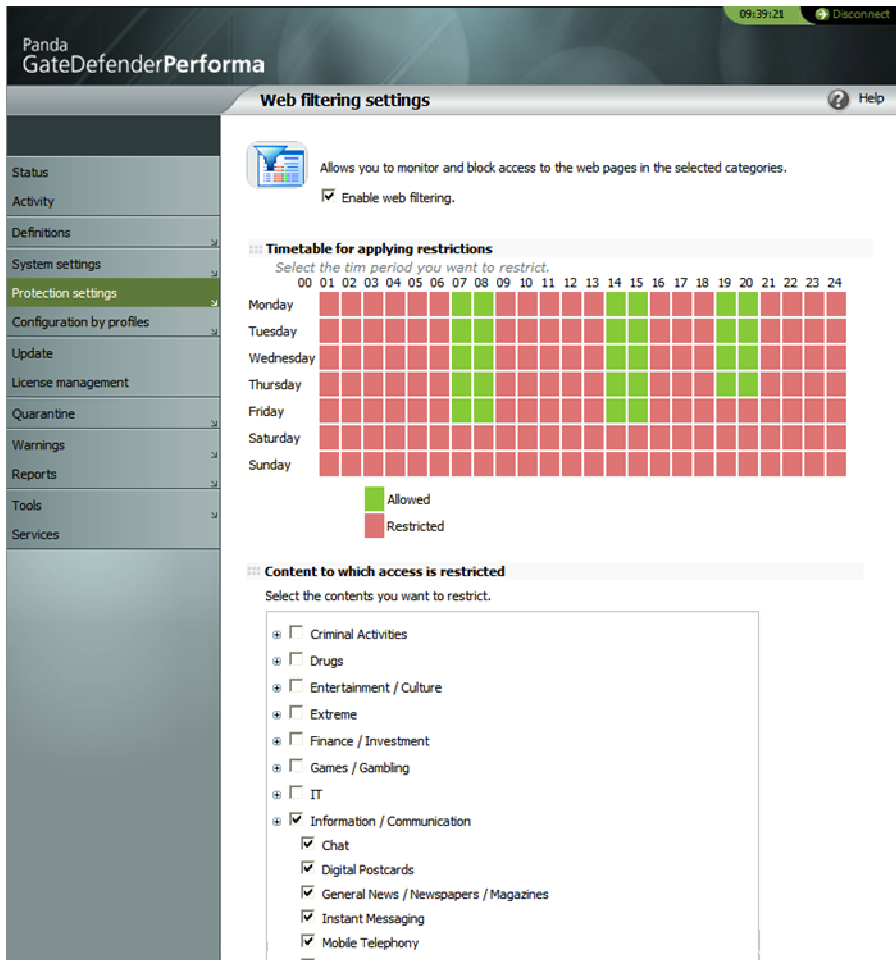 09:39:21 Disconnect
Panda
GateDefenderPerforma
Web filtering settings
Help
Status
Activity
Definitions
System settings
Protection settings
Configuration by profiles
Update
License management
Quarantine
Warnings
Reports
Tools
Services
Allows you to monitor and block access to the web pages in the selected categories.
Enable web filtering.
Timetable for applying restrictions
Select the tim period you want to restrict.
00 01 02 03 04 05 06 07 08 09 10 11 12 13 14 15 16 17 18 19 20 21 22 23 24
Monday
Tuesday
Wednesday
Thursday
Friday
Saturday
Sunday
Allowed
Restricted
Content to which access is restricted
Select the contents you want to restrict.
Criminal Activities
Drugs
Entertainment / Culture
Extreme
Finance / Investment
Games / Gambling
IT
Information / Communication
Chat
Digital Postcards
General News / Newspapers / Magazines
Instant Messaging
Mobile Telephony